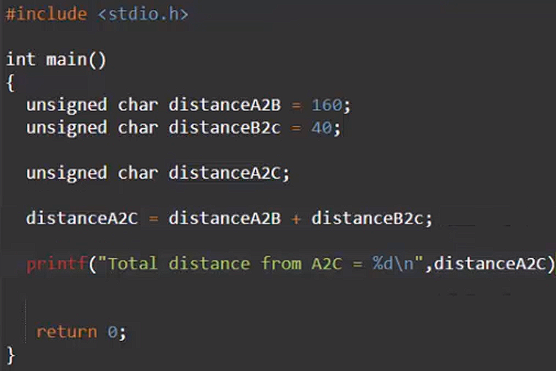 #include <stdio.h>
int main()
{
unsigned char distanceA2B = 160;
unsigned char distanceB2c = 40;
unsigned char distanceA2C;
distanceA2C = distanceA2B + distanceB2c;
printf("Total distance from A2C = %d\n",distanceA2C)
return 0;
}